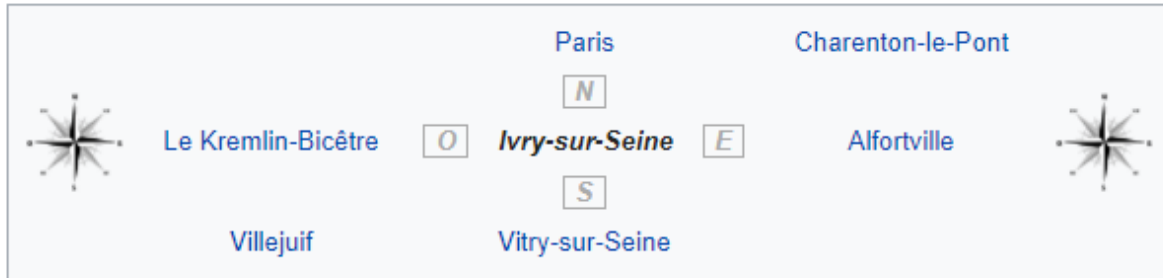 Paris Charenton-le-Pont
N
Le Kremlin-Bicêtre O Ivry-sur-Seine E Alfortville
S
Villejuif Vitry-sur-Seine